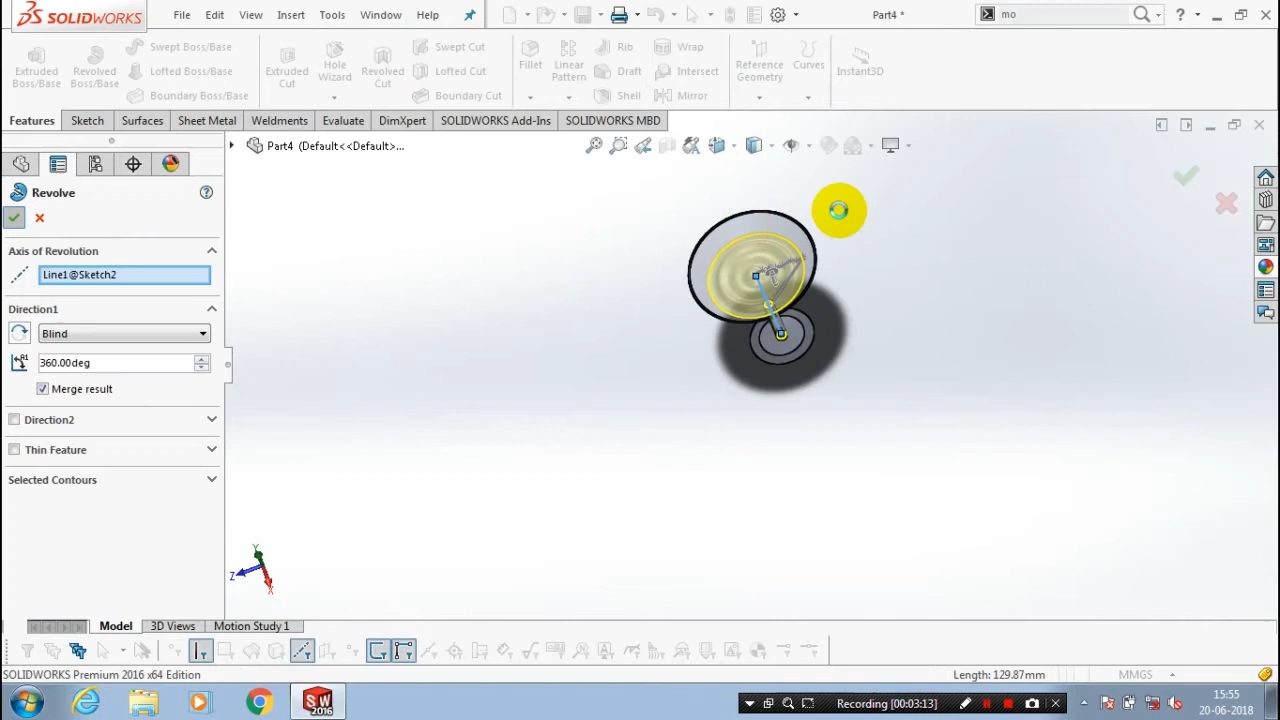 SOLIDWORKS File Edit View Insert Tools Window Help Part4 * mo ?
Extruded Boss/Base Revolved Boss/Base Swept Boss/Base Lofted Boss/Base Boundary Boss/Base Extruded Cut Hole Wizard Revolved Cut Swept Cut Lofted Cut Boundary Cut Fillet Linear Pattern Rib Draft Shell Wrap Intersect Mirror Reference Geometry Curves Instant3D
Features Sketch Surfaces Sheet Metal Weldments Evaluate DimXpert SOLIDWORKS Add-Ins SOLIDWORKS MBD
Part4 (Default<<Default>...
Revolve
Axis of Revolution
Line1@Sketch2
Direction1
Blind
360.00deg
Merge result
Direction2
Thin Feature
Selected Contours
Y
Z
X
Model 3D Views Motion Study 1
SOLIDWORKS Premium 2016 x64 Edition Length: 129.87mm MMGS
SW 2016 Recording [00:03:13] 15:55
20-06-2018